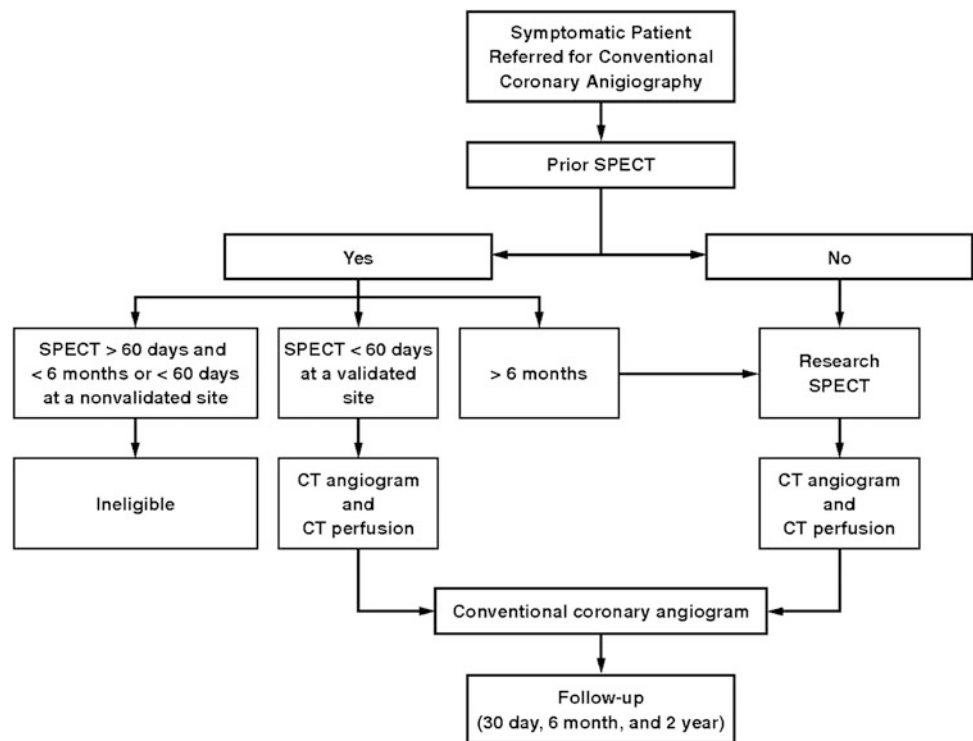 Symptomatic Patient
Referred for Conventional
Coronary Anigiography
Prior SPECT
Yes
No
SPECT > 60 days and
< 6 months or < 60 days
at a nonvalidated site
SPECT < 60 days
at a validated
site
> 6 months
Research
SPECT
Ineligible
CT angiogram
and
CT perfusion
CT angiogram
and
CT perfusion
Conventional coronary angiogram
Follow-up
(30 day, 6 month, and 2 year)